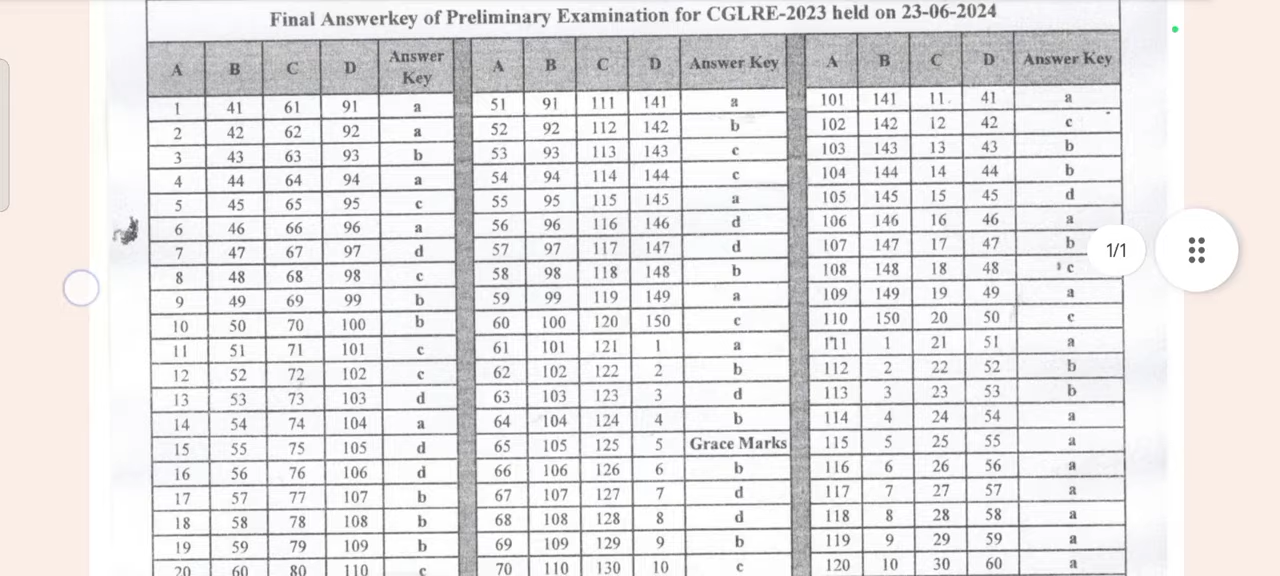 Final Answerkey of Preliminary Examination for CGLRE-2023 held on 23-06-2024
A B C D Answer Key A B C D Answer Key A B C D Answer Key
1 41 61 91 a 51 91 111 141 a 101 141 11 41 a
2 42 62 92 a 52 92 112 142 b 102 142 12 42 c
3 43 63 93 b 53 93 113 143 c 103 143 13 43 b
4 44 64 94 a 54 94 114 144 c 104 144 14 44 b
5 45 65 95 c 55 95 115 145 a 105 145 15 45 d
6 46 66 96 a 56 96 116 146 d 106 146 16 46 a
7 47 67 97 d 57 97 117 147 d 107 147 17 47 b
1/1
8 48 68 98 c 58 98 118 148 b 108 148 18 48 c
9 49 69 99 b 59 99 119 149 a 109 149 19 49 a
10 50 70 100 b 60 100 120 150 c 110 150 20 50 c
11 51 71 101 c 61 101 121 1 a 111 1 21 51 a
12 52 72 102 c 62 102 122 2 b 112 2 22 52 b
13 53 73 103 d 63 103 123 3 d 113 3 23 53 b
14 54 74 104 a 64 104 124 4 b 114 4 24 54 a
15 55 75 105 d 65 105 125 5 Grace Marks 115 5 25 55 a
16 56 76 106 d 66 106 126 6 b 116 6 26 56 a
17 57 77 107 b 67 107 127 7 d 117 7 27 57 a
18 58 78 108 b 68 108 128 8 d 118 8 28 58 a
19 59 79 109 b 69 109 129 9 b 119 9 29 59 a
20 60 80 110 c 70 110 130 10 c 120 10 30 60 a